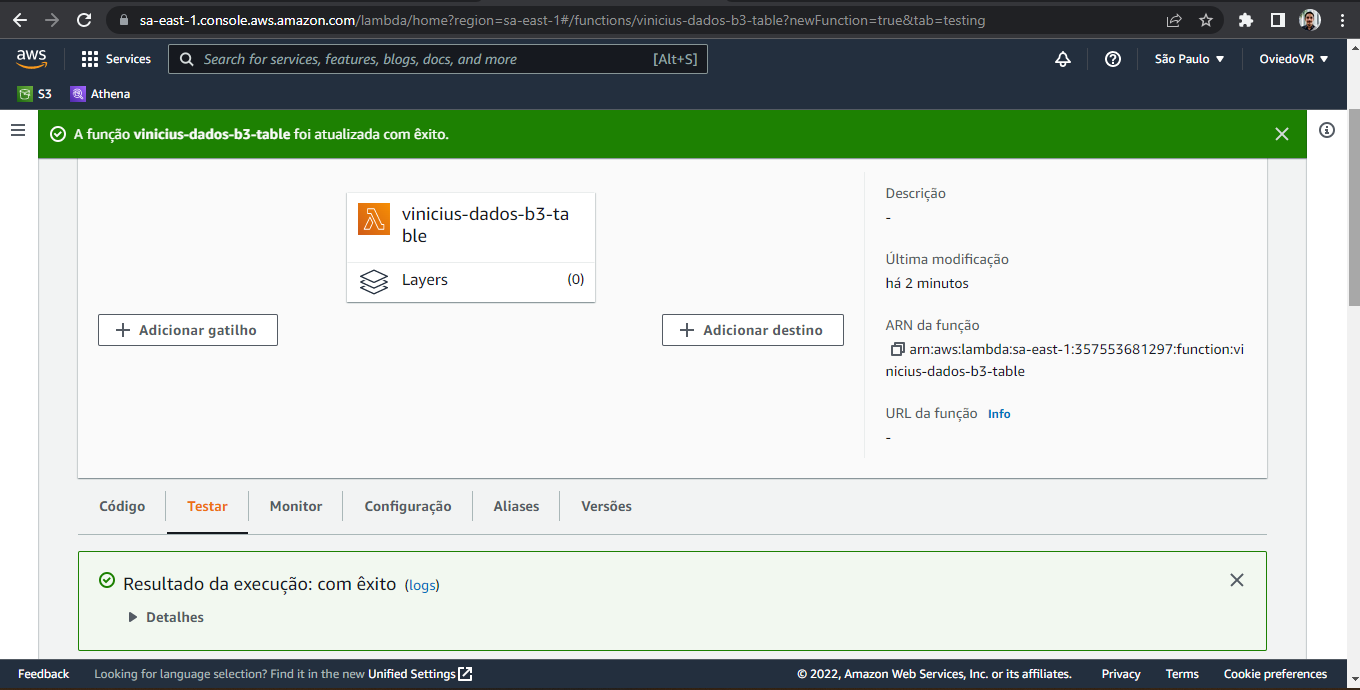 sa-east-1.console.aws.amazon.com/lambda/home?region=sa-east-1#/functions/vinicius-dados-b3-table?newFunction=true&tab=testing
aws
Services
Search for services, features, blogs, docs, and more
[Alt+S]
São Paulo
OviedoVR
S3
Athena
A função vinicius-dados-b3-table foi atualizada com êxito.
vinicius-dados-b3-ta
ble
Layers
(0)
Adicionar gatilho
Adicionar destino
Descrição
-
Última modificação
há 2 minutos
ARN da função
arn:aws:lambda:sa-east-1:357553681297:function:vi
nicius-dados-b3-table
URL da função Info
-
Código
Testar
Monitor
Configuração
Aliases
Versões
Resultado da execução: com êxito (logs)
Detalhes
Feedback
Looking for language selection? Find it in the new Unified Settings
© 2022, Amazon Web Services, Inc. or its affiliates.
Privacy
Terms
Cookie preferences